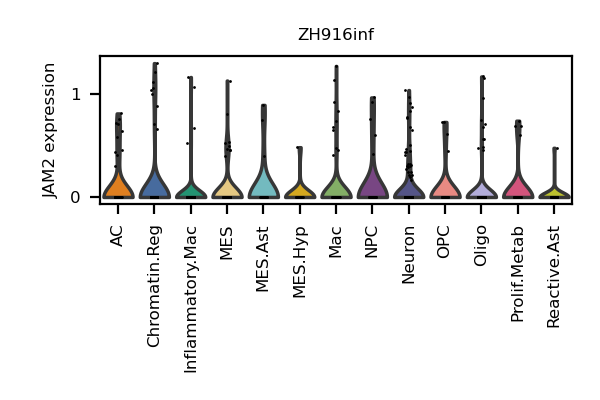 ZH916inf
JAM2 expression
1
0
AC
Chromatin.Reg
Inflammatory.Mac
MES
MES.Ast
MES.Hyp
Mac
NPC
Neuron
OPC
Oligo
Prolif.Metab
Reactive.Ast